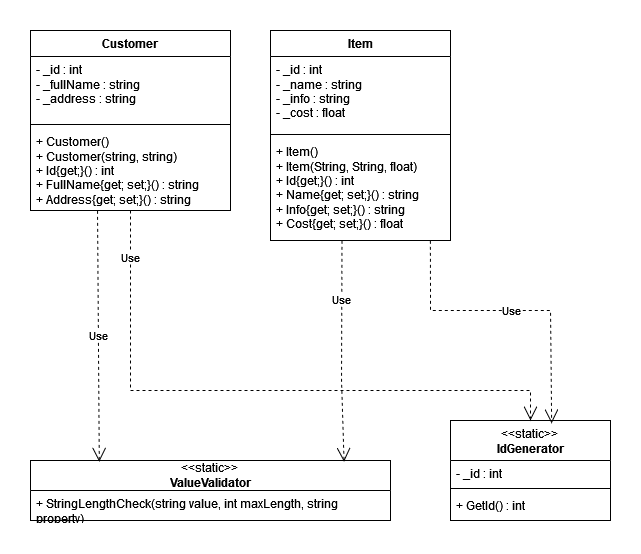 Customer
- _id : int
- _fullName : string
- _address : string
+ Customer()
+ Customer(string, string)
+ Id{get;}() : int
+ FullName{get; set;}() : string
+ Address{get; set;}() : string
Item
- _id : int
- _name : string
- _info : string
- _cost : float
+ Item()
+ Item(String, String, float)
+ Id{get;}() : int
+ Name{get; set;}() : string
+ Info{get; set;}() : string
+ Cost{get; set;}() : float
Use
Use
Use
Use
<<static>>
ValueValidator
+ StringLengthCheck(string value, int maxLength, string
property)
<<static>>
IdGenerator
- _id : int
+ GetId() : int